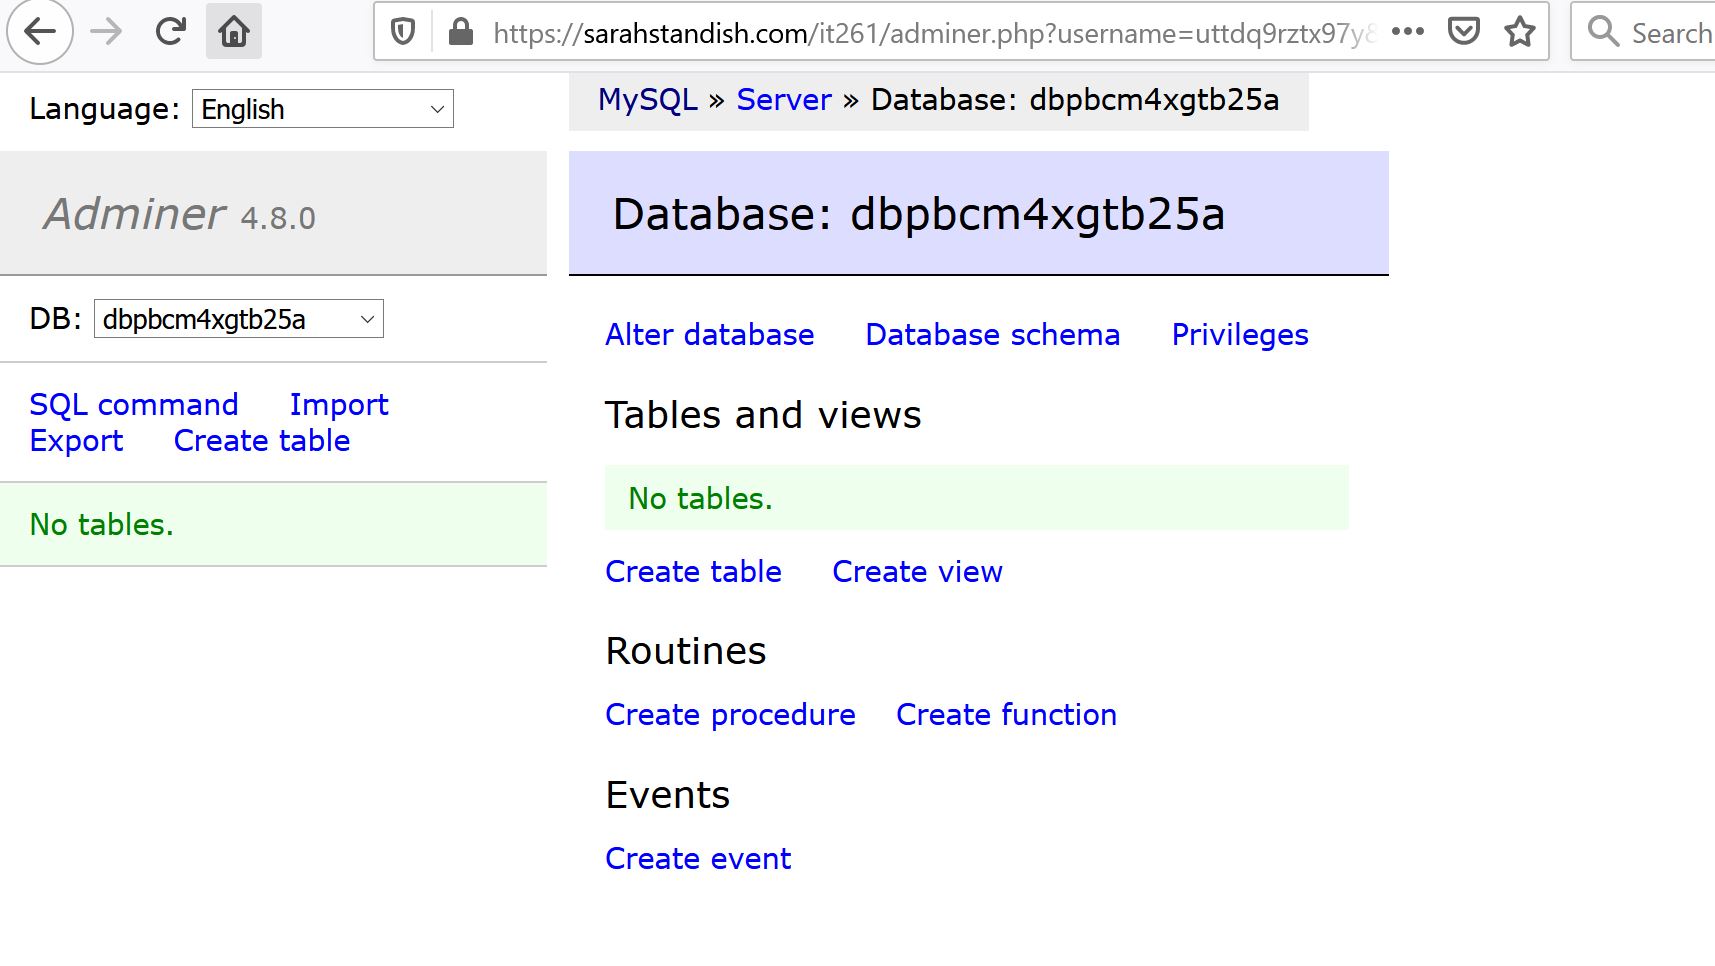 https://sarahstandish.com/it261/adminer.php?username=uttdq9rztx97y8
Search
Language: English
Adminer 4.8.0
DB: dbpbcm4xgtb25a
SQL command Import
Export Create table
No tables.
MySQL » Server » Database: dbpbcm4xgtb25a
Database: dbpbcm4xgtb25a
Alter database Database schema Privileges
Tables and views
No tables.
Create table Create view
Routines
Create procedure Create function
Events
Create event